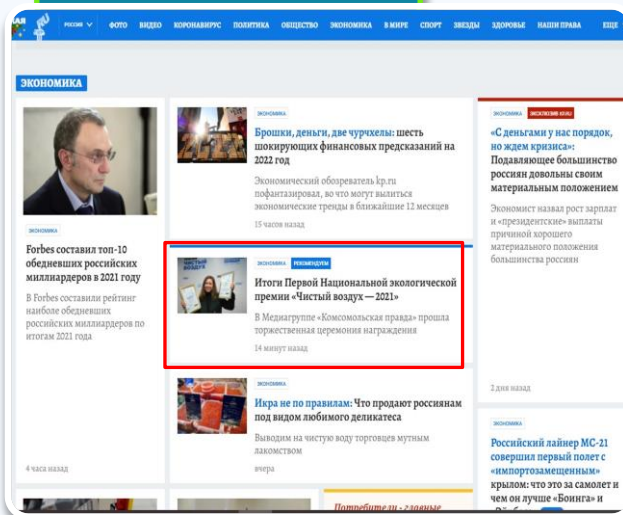 АЯ
РОССИЯ
ФОТО
ВИДЕО
КОРОНАВИРУС
ПОЛИТИКА
ОБЩЕСТВО
ЭКОНОМИКА
В МИРЕ
СПОРТ
ЗВЕЗДЫ
ЗДОРОВЬЕ
НАШИ ПРАВА
ЕЩЕ
ЭКОНОМИКА
ЭКОНОМИКА
Forbes составил топ-10
обедневших российских
миллиардеров в 2021 году
В Forbes составили рейтинг
наиболе обедневших
российских миллиардеров по
итогам 2021 года
4 часа назад
ЭКОНОМИКА
Брошки, деньги, две чурчхелы: шесть
шокирующих финансовых предсказаний на
2022 год
Экономический обозреватель kp.ru
пофантазировал, во что могут вылиться
экономические тренды в ближайшие 12 месяцев
15 часов назад
ЭКОНОМИКА РЕКОМЕНДУЕМ
Итоги Первой Национальной экологической
премии «Чистый воздух — 2021»
В Медиагруппе «Комсомольская правда» прошла
торжественная церемония награждения
14 минут назад
ЭКОНОМИКА
Икра не по правилам: Что продают россиянам
под видом любимого деликатеса
Выводим на чистую воду торговцев мутным
лакомством
вчера
Потребители - главные
ЭКОНОМИКА ЭКСКЛЮЗИВ KP.RU
«С деньгами у нас порядок,
но ждем кризиса»:
Подавляющее большинство
россиян довольны своим
материальным положением
Экономист назвал рост зарплат
и «президентские» выплаты
причиной хорошего
материального положения
большинства россиян
2 дня назад
ЭКОНОМИКА
Российский лайнер МС-21
совершил первый полет с
«импортозамещенным»
крылом: что это за самолет и
чем он лучше «Боинга» и